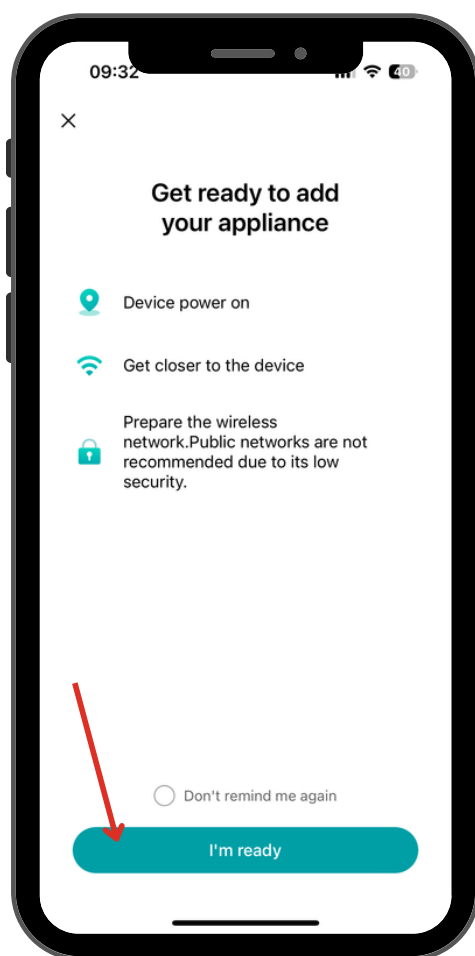 09:32
40
Get ready to add
your appliance
Device power on
Get closer to the device
Prepare the wireless
network.Public networks are not
recommended due to its low
security.
Don't remind me again
I'm ready